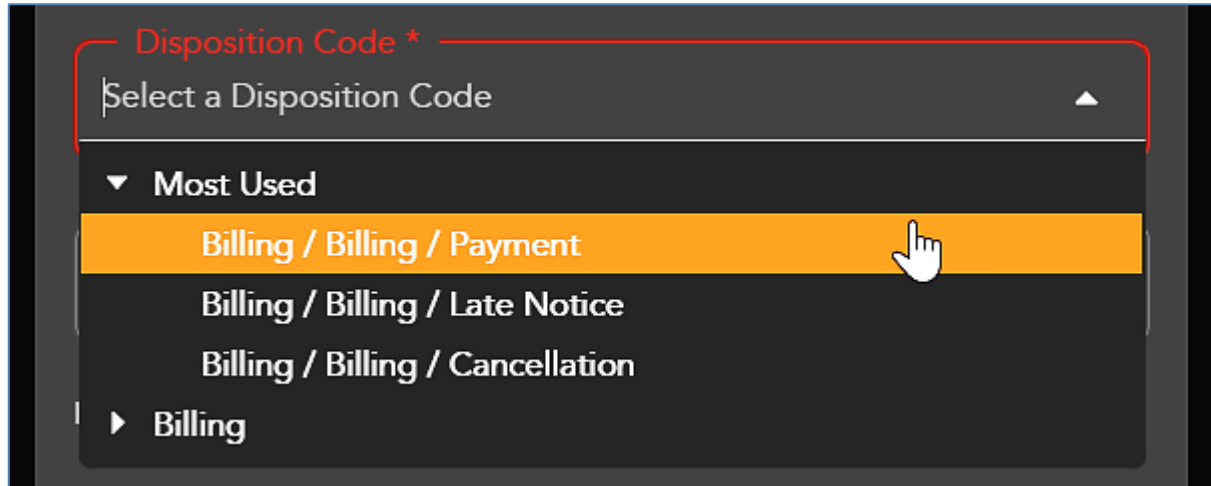 Disposition Code *
Select a Disposition Code
Most Used
Billing / Billing / Payment
Billing / Billing / Late Notice
Billing / Billing / Cancellation
Billing